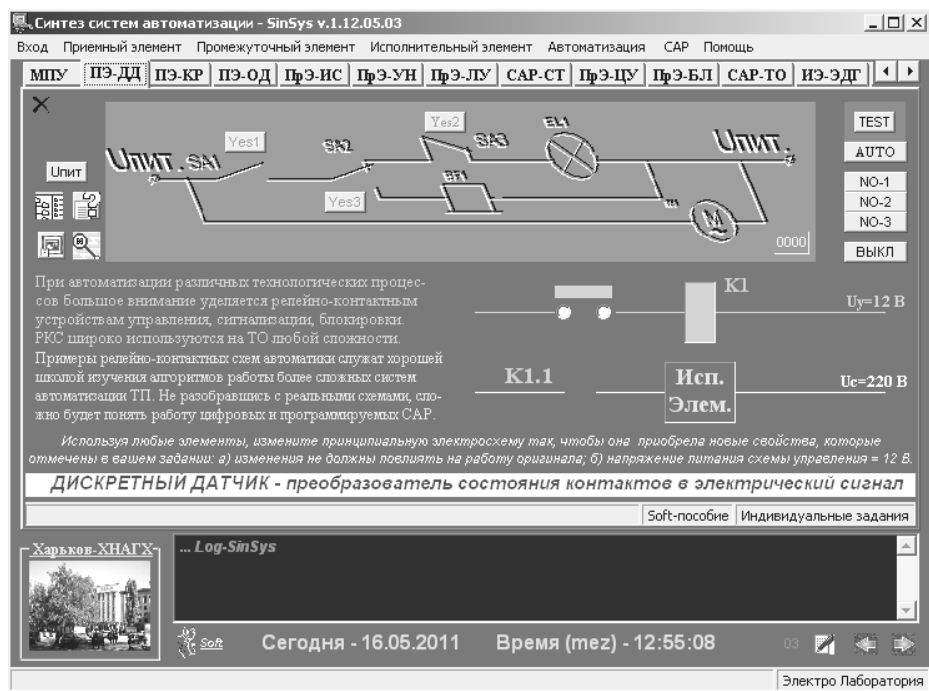 Синтез систем автоматизации - SinSys v.1.12.05.03
Вход Приемный элемент Промежуточный элемент Исполнительный элемент Автоматизация САР Помощь
МПУ ПЭ-ДД ПЭ-КР ПЭ-ОД ПрЭ-ИС ПрЭ-УН ПрЭ-ЛУ САР-СТ ПрЭ-ЦУ ПрЭ-БЛ САР-ТО ИЭ-ЭДГ
Uпит
Uпит.
SA1
Yes1
SA2
Yes2
SA3
EL1
Uпит.
Yes3
BF1
M
0000
TEST
AUTO
NO-1
NO-2
NO-3
ВЫКЛ
При автоматизации различных технологических процес-
сов большое внимание уделяется релейно-контактным
устройствам управления, сигнализации, блокировки.
РКС широко используются на ТО любой сложности.
Примеры релейно-контактных схем автоматики служат хорошей
школой изучения алгоритмов работы более сложных систем
автоматизации ТП. Не разобравшись с реальными схемами, сло-
жно будет понять работу цифровых и программируемых САР.
K1
Uу=12 В
K1.1
Исп.
Элем.
Uс=220 В
Используя любые элементы, измените принципиальную электросхему так, чтобы она приобрела новые свойства, которые
отмечены в вашем задании: а) изменения не должны повлиять на работу оригинала; б) напряжение питания схемы управления = 12 В.
ДИСКРЕТНЫЙ ДАТЧИК - преобразователь состояния контактов в электрический сигнал
Soft-пособие Индивидуальные задания
Харьков-ХНАГХ
... Log-SinSys
Soft Сегодня - 16.05.2011 Время (mez) - 12:55:08 03
Электро Лаборатория